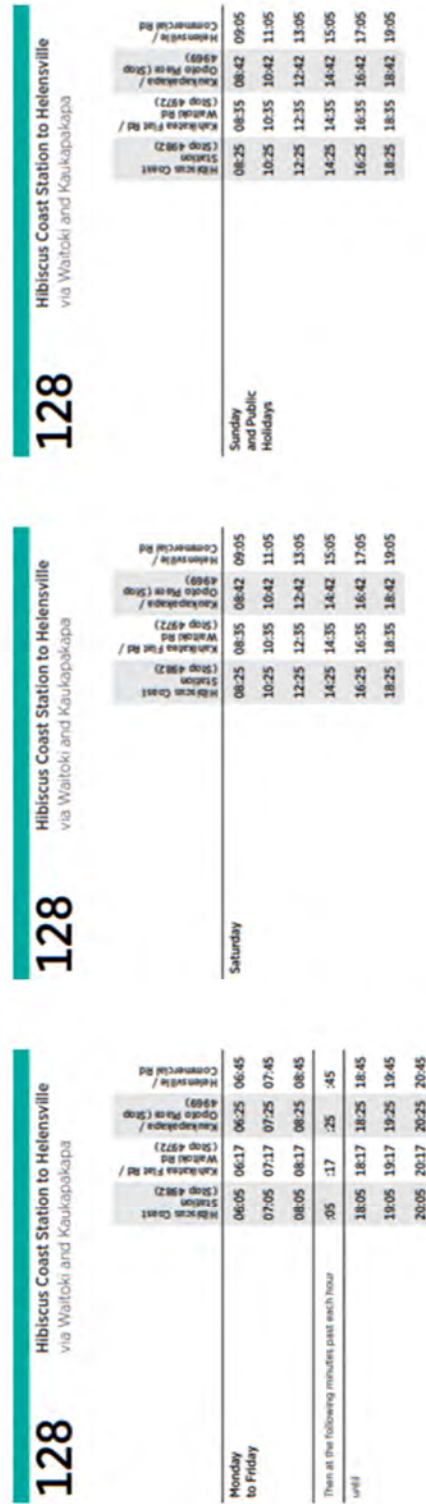 128
Hibiscus Coast Station to Helensville
via Waitoki and Kaukapakapa
Hibiscus Coast
Station
(Stop 4982)
Kahikatea Flat Rd /
Waitoki Rd
(Stop 4972)
Kaukapakapa /
Opoto Place (Stop
4969)
Helensville /
Commercial Rd
Monday
to Friday
06:05 06:17 06:25 06:45
07:05 07:17 07:25 07:45
08:05 08:17 08:25 08:45
Then at the following minutes past each hour :05 :17 :25 :45
until 18:05 18:17 18:25 18:45
19:05 19:17 19:25 19:45
20:05 20:17 20:25 20:45
128
Hibiscus Coast Station to Helensville
via Waitoki and Kaukapakapa
Hibiscus Coast
Station
(Stop 4982)
Kahikatea Flat Rd /
Waitoki Rd
(Stop 4972)
Kaukapakapa /
Opoto Place (Stop
4969)
Helensville /
Commercial Rd
Saturday 08:25 08:35 08:42 09:05
10:25 10:35 10:42 11:05
12:25 12:35 12:42 13:05
14:25 14:35 14:42 15:05
16:25 16:35 16:42 17:05
18:25 18:35 18:42 19:05
128
Hibiscus Coast Station to Helensville
via Waitoki and Kaukapakapa
Hibiscus Coast
Station
(Stop 4982)
Kahikatea Flat Rd /
Waitoki Rd
(Stop 4972)
Kaukapakapa /
Opoto Place (Stop
4969)
Helensville /
Commercial Rd
Sunday
and Public
Holidays
08:25 08:35 08:42 09:05
10:25 10:35 10:42 11:05
12:25 12:35 12:42 13:05
14:25 14:35 14:42 15:05
16:25 16:35 16:42 17:05
18:25 18:35 18:42 19:05